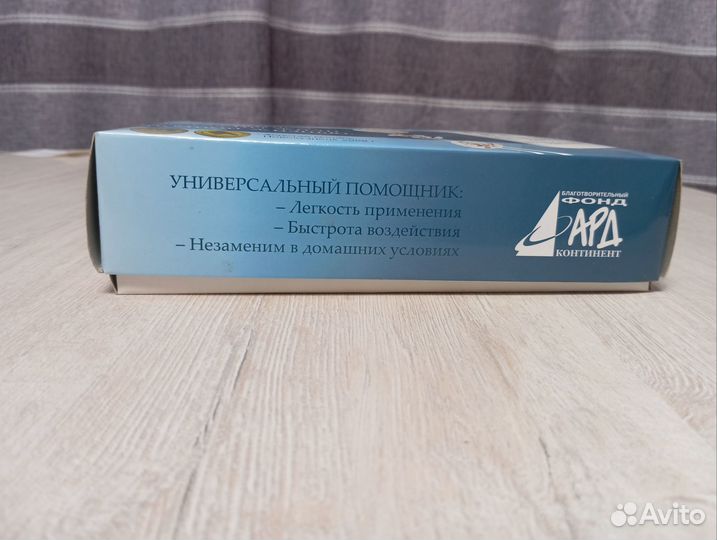 УНИВЕРСАЛЬНЫЙ ПОМОЩНИК:
– Легкость применения
– Быстрота воздействия
– Незаменим в домашних условиях
БЛАГОТВОРИТЕЛЬНЫЙ
ФОНД
АРД
КОНТИНЕНТ
Avito